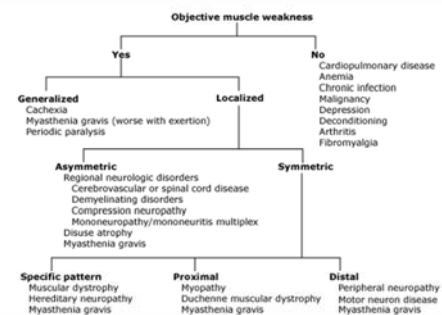 Objective muscle weakness
Yes
No
Cardiopulmonary disease
Anemia
Chronic infection
Malignancy
Depression
Deconditioning
Arthritis
Fibromyalgia
Generalized
Cachexia
Myasthenia gravis (worse with exertion)
Periodic paralysis
Localized
Asymmetric
Regional neurologic disorders
Cerebrovascular or spinal cord disease
Demyelinating disorders
Compression neuropathy
Mononeuropathy/mononeuritis multiplex
Disuse atrophy
Myasthenia gravis
Symmetric
Specific pattern
Muscular dystrophy
Hereditary neuropathy
Myasthenia gravis
Proximal
Myopathy
Duchenne muscular dystrophy
Myasthenia gravis
Distal
Peripheral neuropathy
Motor neuron disease
Myasthenia gravis